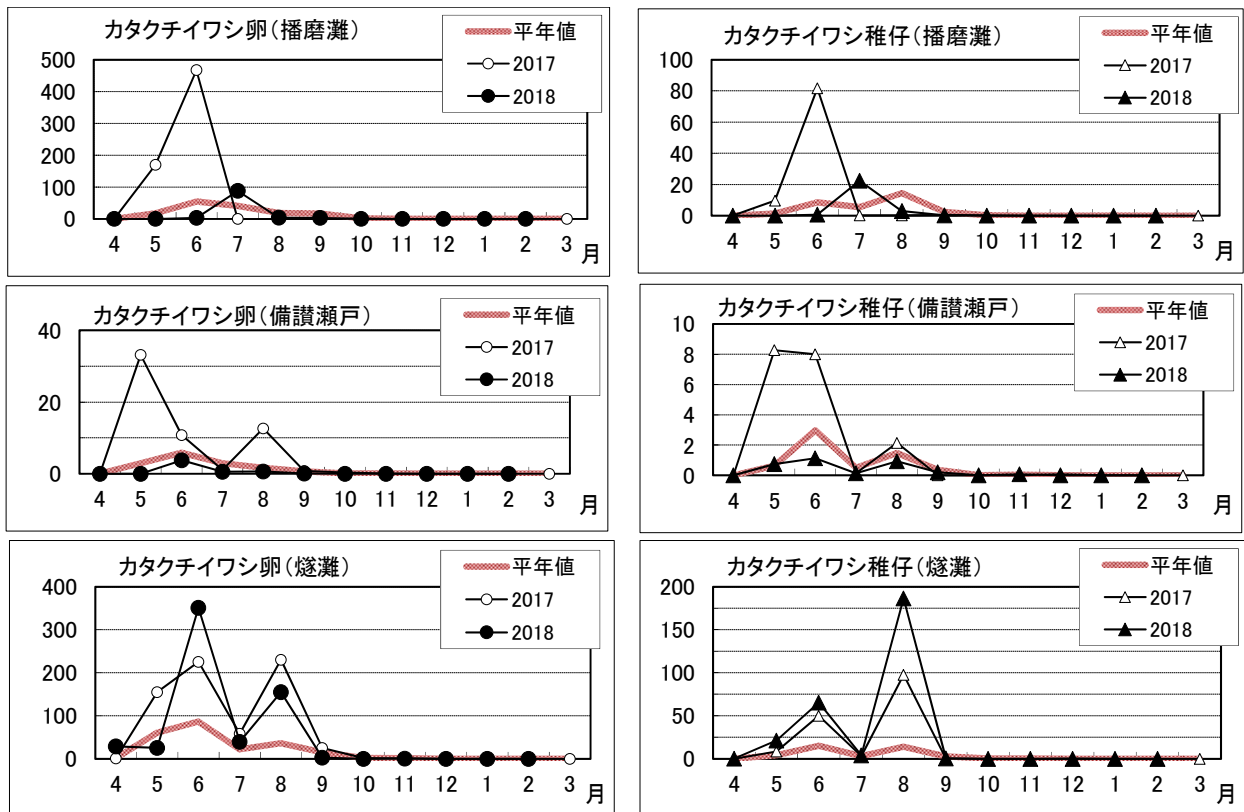 カタクチイワシ卵(播磨灘)
平年値
2017
2018
500
400
300
200
100
0
4 5 6 7 8 9 10 11 12 1 2 3 月
カタクチイワシ稚仔(播磨灘)
平年値
2017
2018
100
80
60
40
20
0
4 5 6 7 8 9 10 11 12 1 2 3 月
カタクチイワシ卵(備讃瀬戸)
平年値
2017
2018
40
20
0
4 5 6 7 8 9 10 11 12 1 2 3 月
カタクチイワシ稚仔(備讃瀬戸)
平年値
2017
2018
10
8
6
4
2
0
4 5 6 7 8 9 10 11 12 1 2 3 月
カタクチイワシ卵(燧灘)
平年値
2017
2018
400
300
200
100
0
4 5 6 7 8 9 10 11 12 1 2 3 月
カタクチイワシ稚仔(燧灘)
平年値
2017
2018
200
150
100
50
0
4 5 6 7 8 9 10 11 12 1 2 3 月